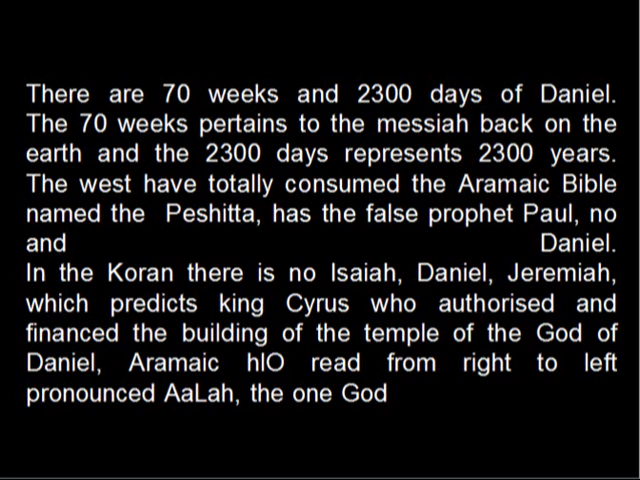 There are 70 weeks and 2300 days of Daniel.
The 70 weeks pertains to the messiah back on the
earth and the 2300 days represents 2300 years.
The west have totally consumed the Aramaic Bible
named the Peshitta, has the false prophet Paul, no
and Daniel.
In the Koran there is no Isaiah, Daniel, Jeremiah,
which predicts king Cyrus who authorised and
financed the building of the temple of the God of
Daniel, Aramaic hlO read from right to left
pronounced AaLah, the one God